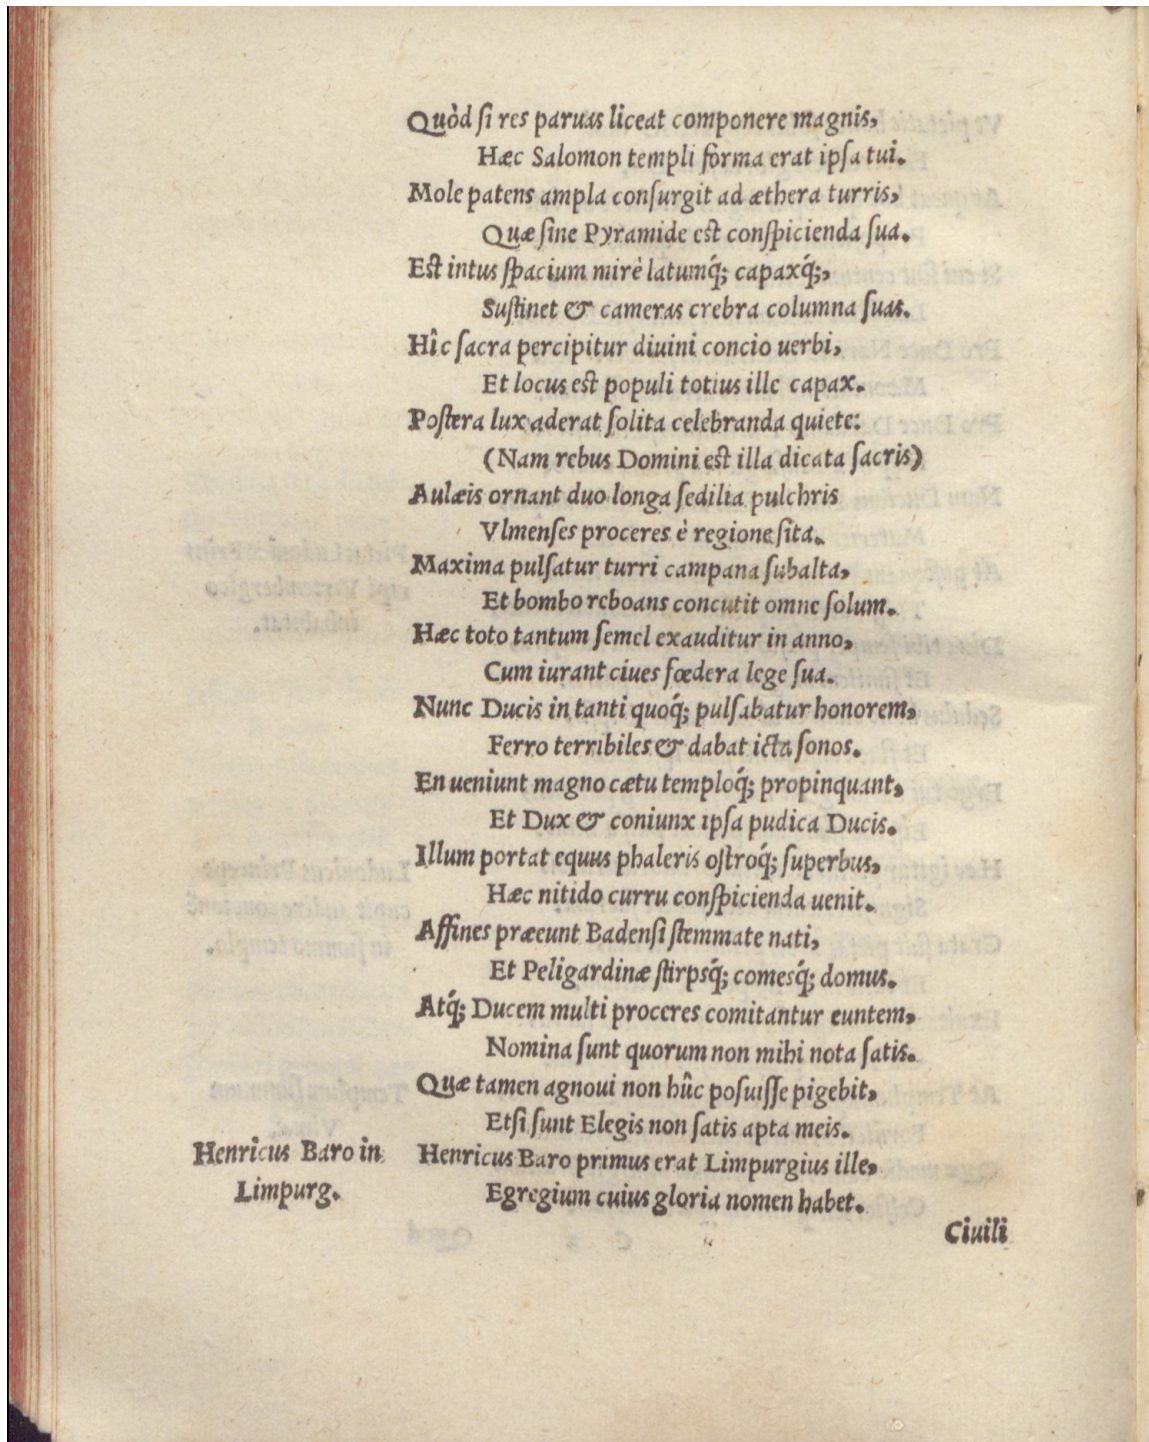 Quòd ſi res paruas liceat componere magnis,
Hæc Salomon templi forma erat ipſa tui.
Mole patens ampla conſurgit ad æthera turris,
Quæ ſine Pyramide est conſpicienda ſua.
Est intus ſpacium mirè latumq́; capaxq́;,
Suſtinet & cameras crebra columna ſuas.
Hîc ſacra percipitur diuini concio uerbi,
Et locus est populi totius ille capax.
Poſtera lux aderat ſolita celebranda quiete:
(Nam rebus Domini est illa dicata ſacris)
Aulæis ornant duo longa ſedilia pulchris
Vlmenſes proceres è regione ſita.
Maxima pulſatur turri campana ſubalta,
Et bombo reboans concutit omne ſolum.
Hæc toto tantum ſemel exauditur in anno,
Cum iurant ciues fœdera lege ſua.
Nunc Ducis in tanti quoq́; pulſabatur honorem,
Ferro terribiles & dabat icta ſonos.
En ueniunt magno cætu temploq́; propinquant,
Et Dux & coniunx ipſa pudica Ducis.
Illum portat equus phaleris oſtroq́; ſuperbus,
Hæc nitido curru conſpicienda uenit.
Affines præeunt Badenſi ſtemmate nati,
Et Peligardinæ ſtirpsq́; comesq́; domus.
Atq́; Ducem multi proceres comitantur euntem,
Nomina ſunt quorum non mihi nota ſatis.
Quæ tamen agnoui non hûc poſuiſſe pigebit,
Etſi ſunt Elegis non ſatis apta meis.
Henricus Baro in
Limpurg.
Henricus Baro primus erat Limpurgius ille,
Egregium cuius gloria nomen habet.
Ciuili